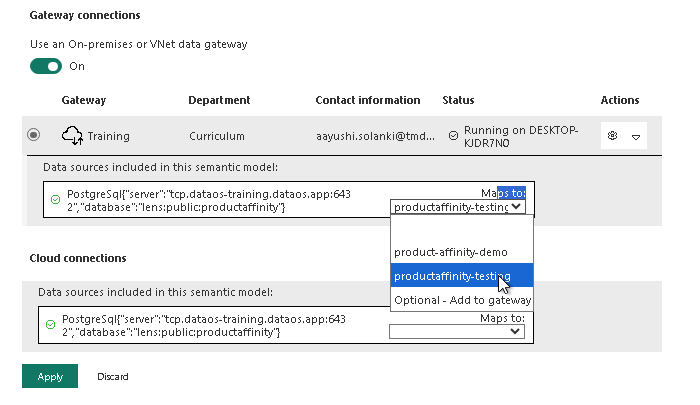 Gateway connections
Use an On-premises or VNet data gateway
On
Gateway Department Contact information Status Actions
Training Curriculum aayushi.solanki@tmd... Running on DESKTOP-
KJDR7N0
Data sources included in this semantic model:
PostgreSql{"server":"tcp.dataos-training.dataos.app:643 Maps to:
2","database":"lens:public:productaffinity"} productaffinity-testing
product-affinity-demo
productaffinity-testing
Optional - Add to gateway
Cloud connections
Data sources included in this semantic model:
PostgreSql{"server":"tcp.dataos-training.dataos.app:643 Maps to:
2","database":"lens:public:productaffinity"}
Apply Discard